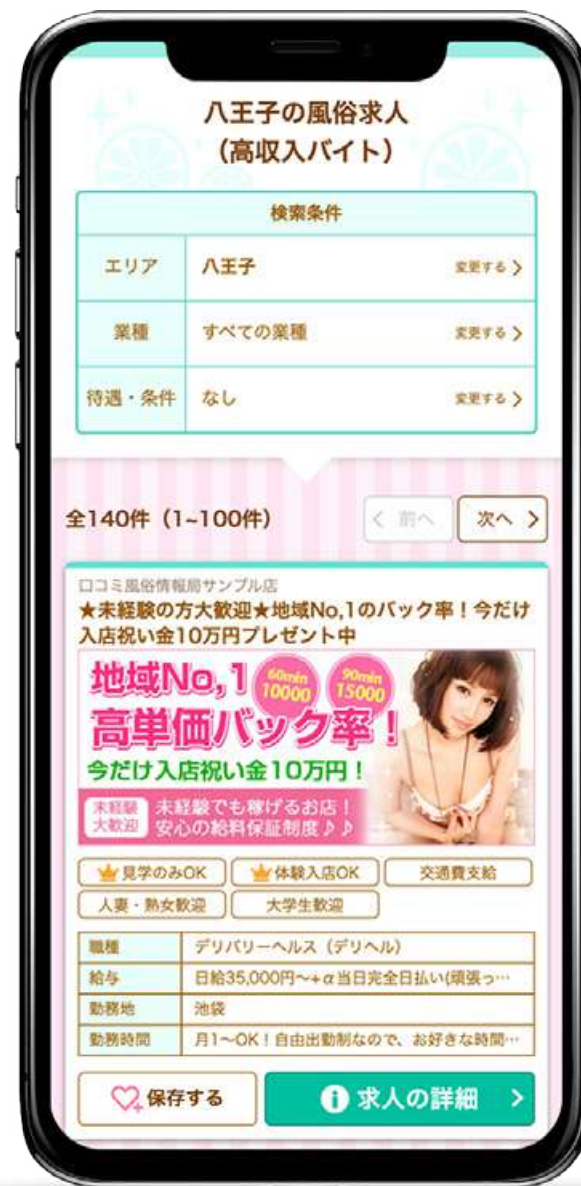 八王子の風俗求人
（高収入バイト）
検索条件
エリア 八王子 変更する
業種 すべての業種 変更する
待遇・条件 なし 変更する
全140件（1~100件） 前へ 次へ
口コミ風俗情報局サンプル店
★未経験の方大歓迎★地域No,1のバック率！今だけ
入店祝い金10万円プレゼント中
地域No,1 60min 10000 90min 15000
高単価バック率！
今だけ入店祝い金10万円！
未経験大歓迎 未経験でも稼げるお店！
安心の給料保証制度♪♪
見学のみOK 体験入店OK 交通費支給
人妻・熟女歓迎 大学生歓迎
職種 デリバリーヘルス（デリヘル）
給与 日給35,000円〜+α当日完全日払い(頑張っ…
勤務地 池袋
勤務時間 月1〜OK！自由出勤制なので、お好きな時間…
保存する 求人の詳細